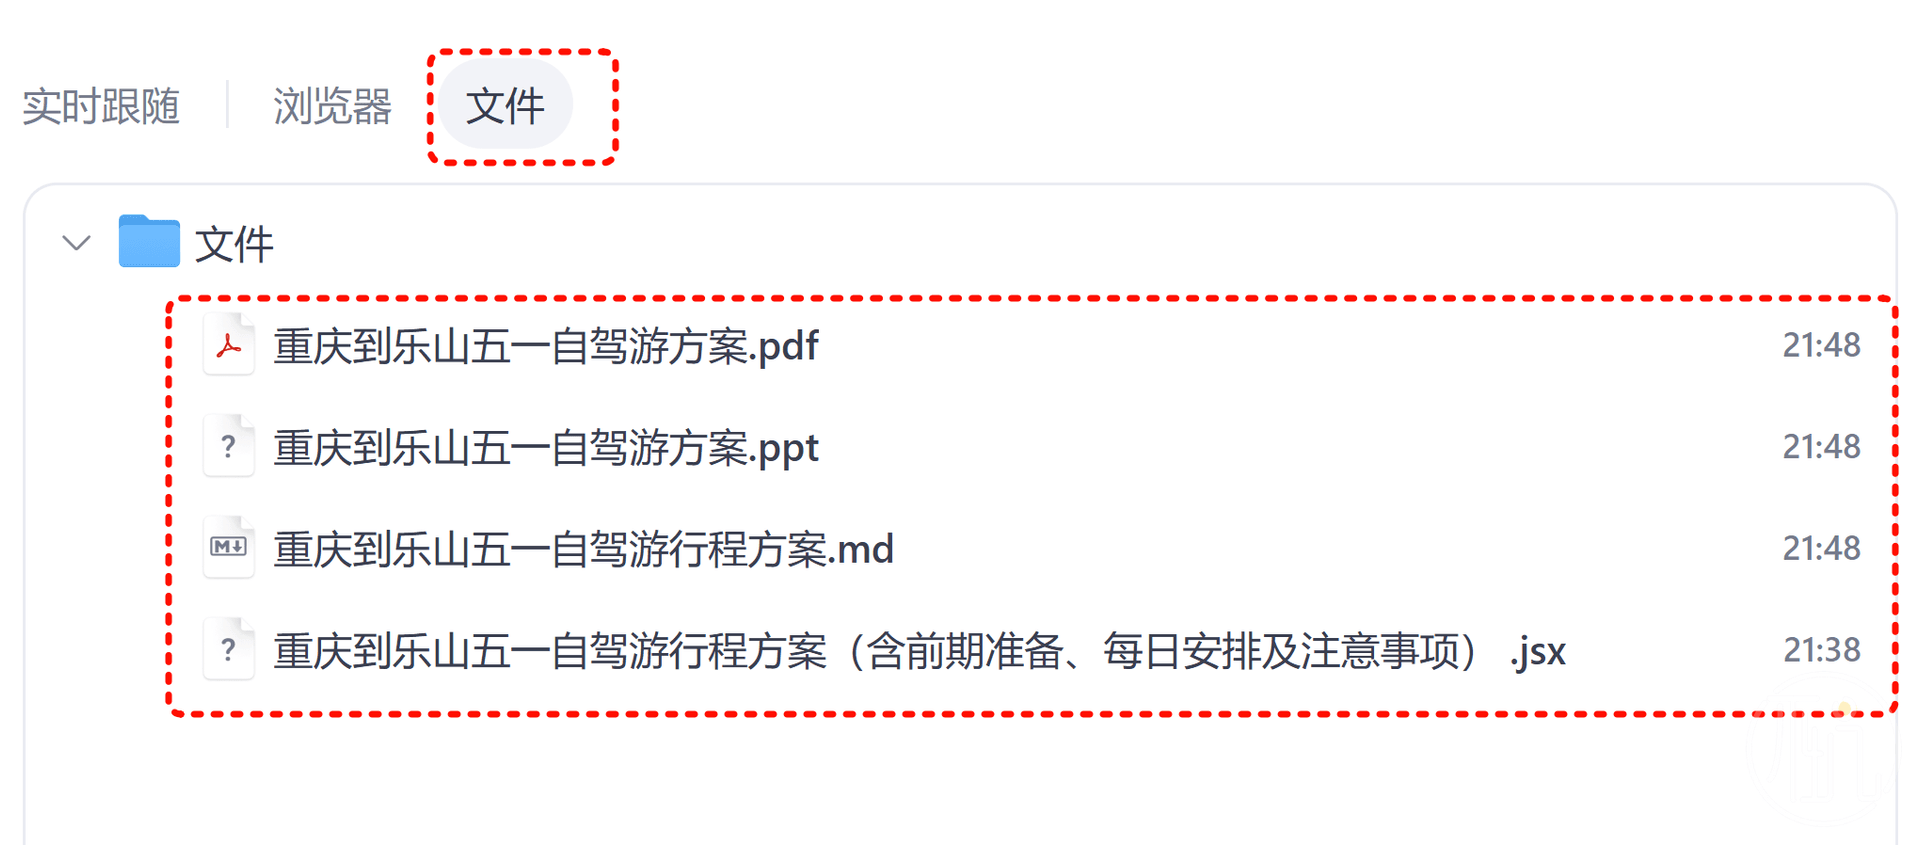 实时跟随 浏览器 文件
文件
重庆到乐山五一自驾游方案.pdf 21:48
? 重庆到乐山五一自驾游方案.ppt 21:48
M↓ 重庆到乐山五一自驾游行程方案.md 21:48
? 重庆到乐山五一自驾游行程方案（含前期准备、每日安排及注意事项） .jsx 21:38